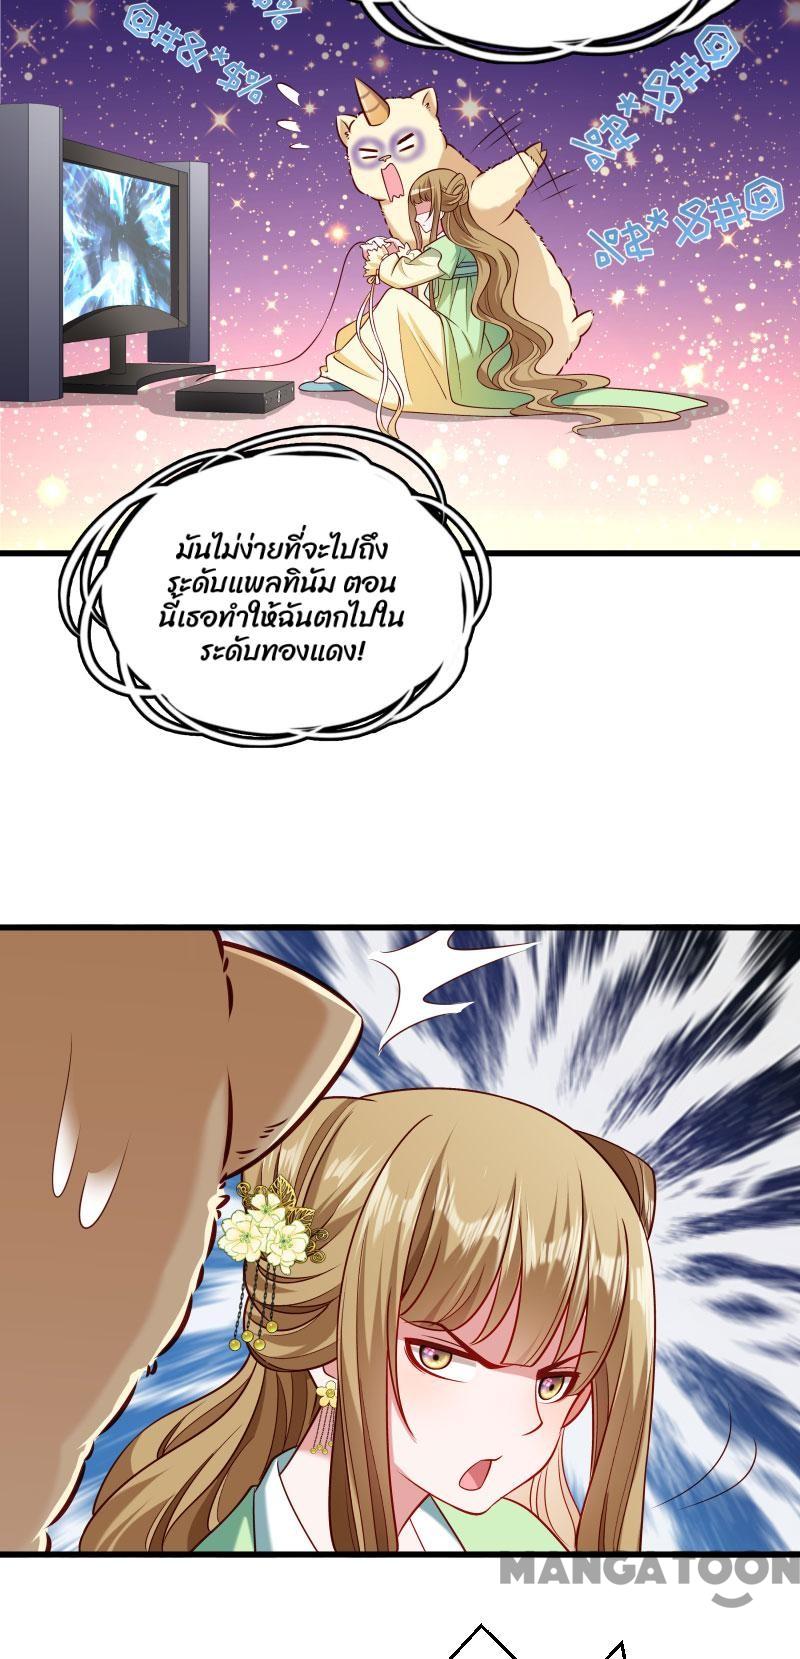 @#&*$%
%*&#@
%*&*#@
มันไม่ง่ายที่จะไปถึง
ระดับแพลทินัม ตอน
นี้เธอทำให้ฉันตกไปใน
ระดับทองแดง!
MANGATOON